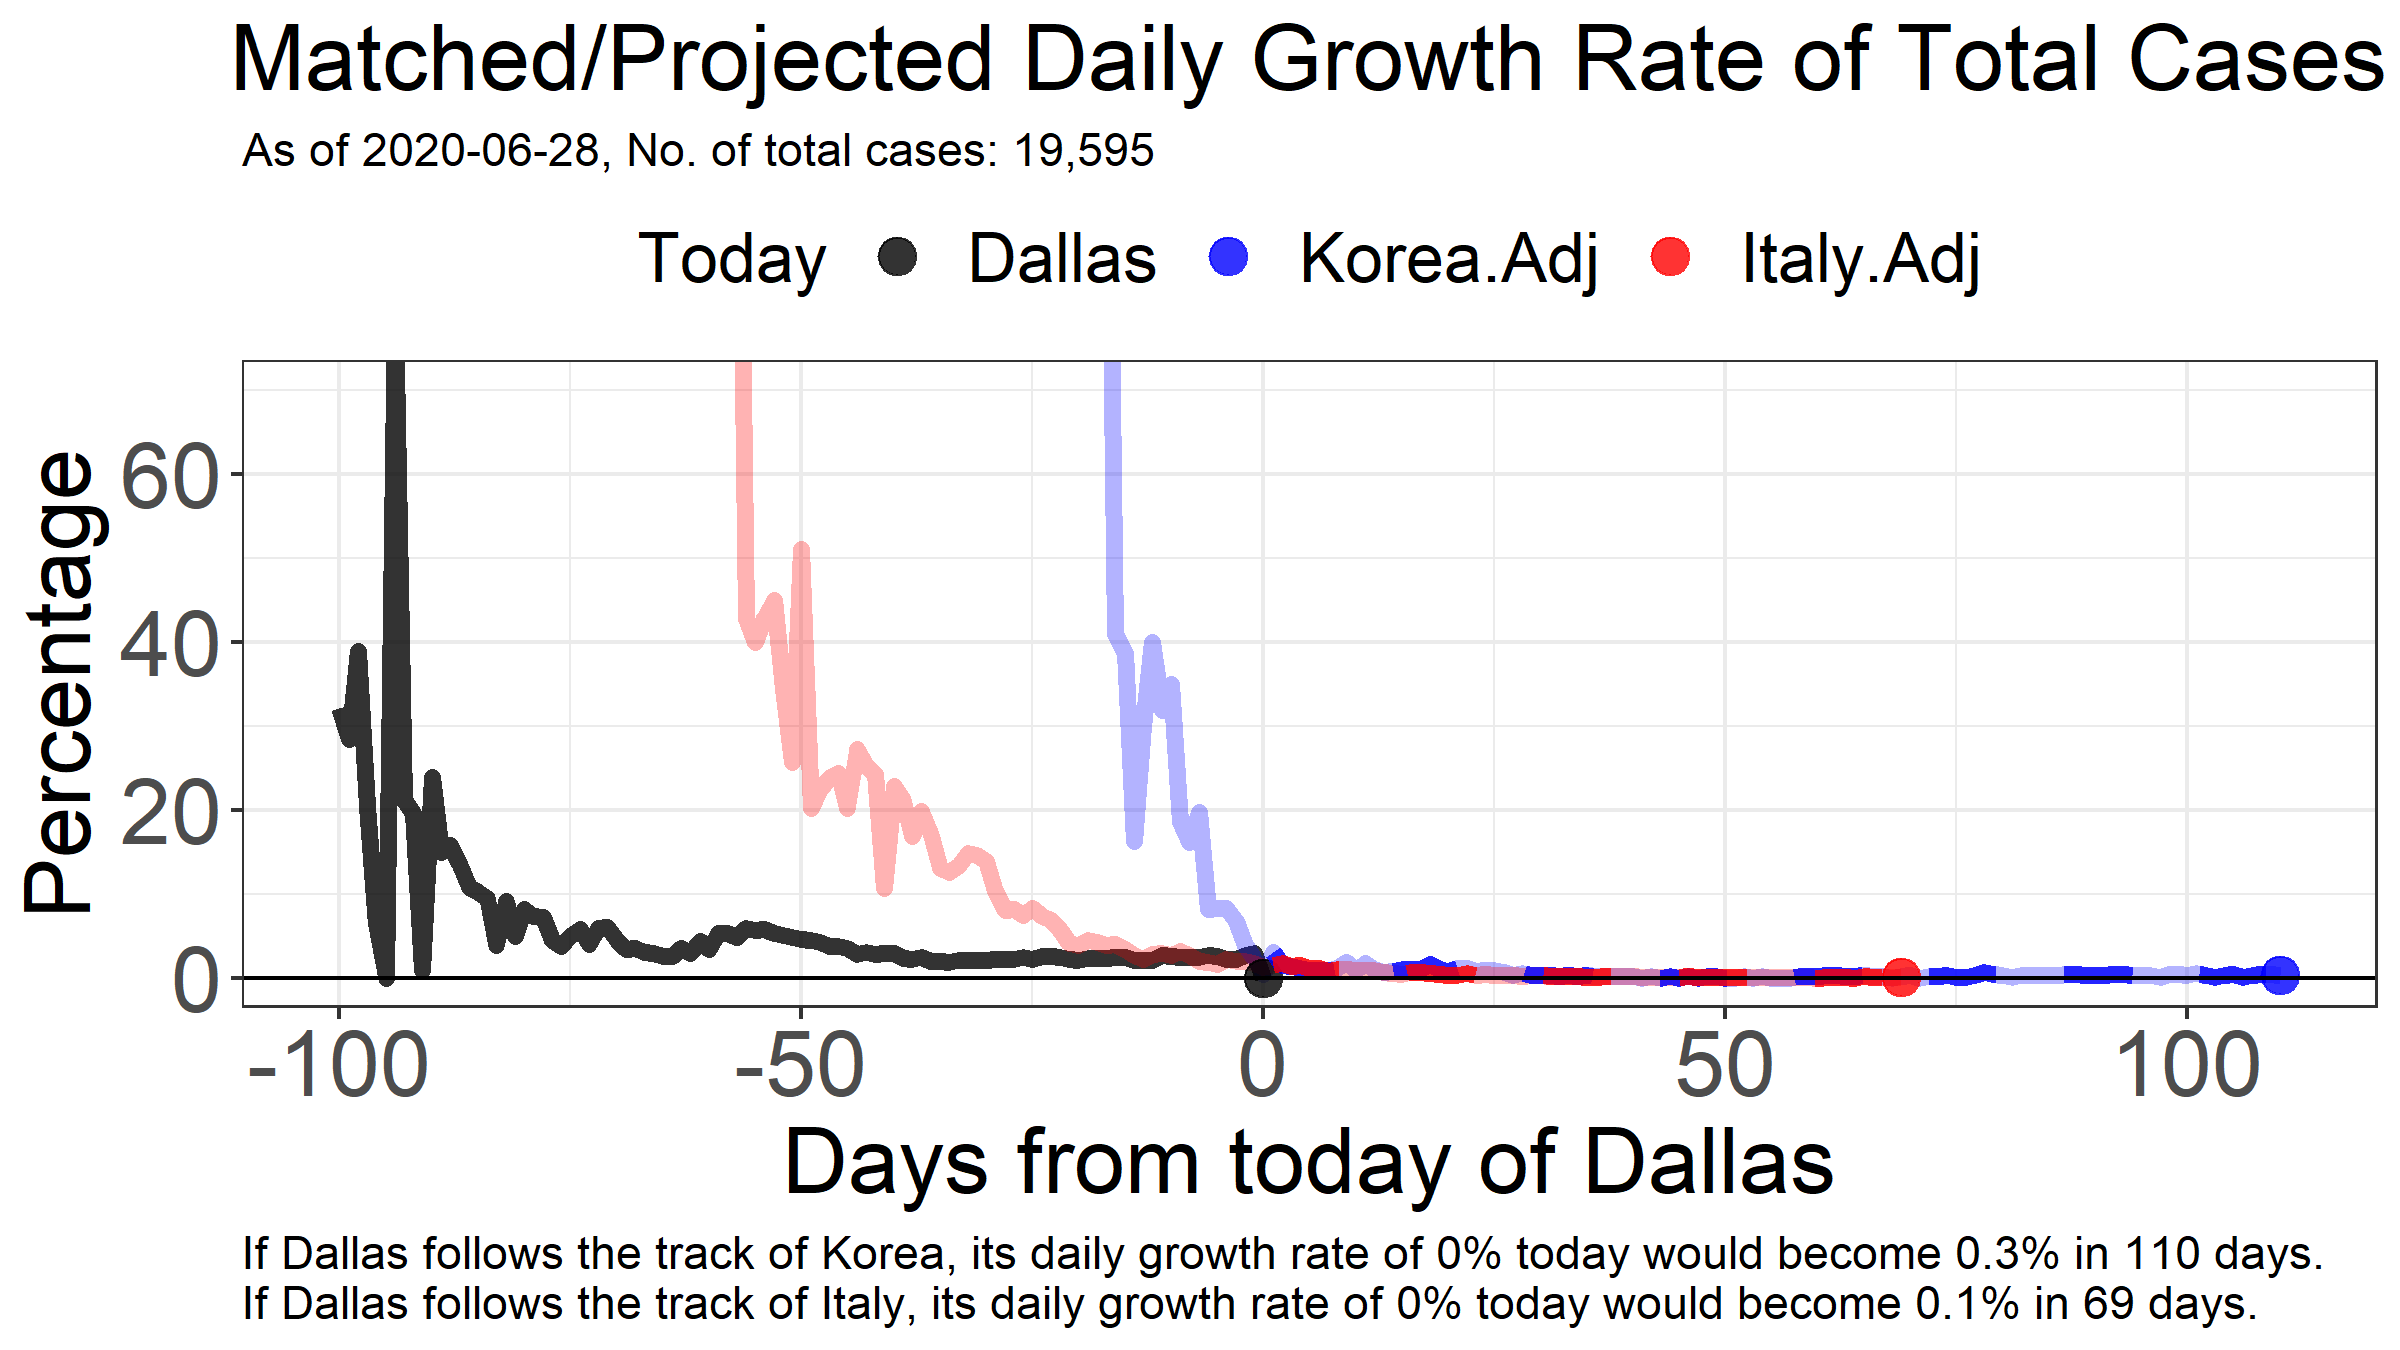 Matched/Projected Daily Growth Rate of Total Cases
As of 2020-06-28, No. of total cases: 19,595
Today Dallas Korea.Adj Italy.Adj
Percentage
60
40
20
0
-100 -50 0 50 100
Days from today of Dallas
If Dallas follows the track of Korea, its daily growth rate of 0% today would become 0.3% in 110 days.
If Dallas follows the track of Italy, its daily growth rate of 0% today would become 0.1% in 69 days.